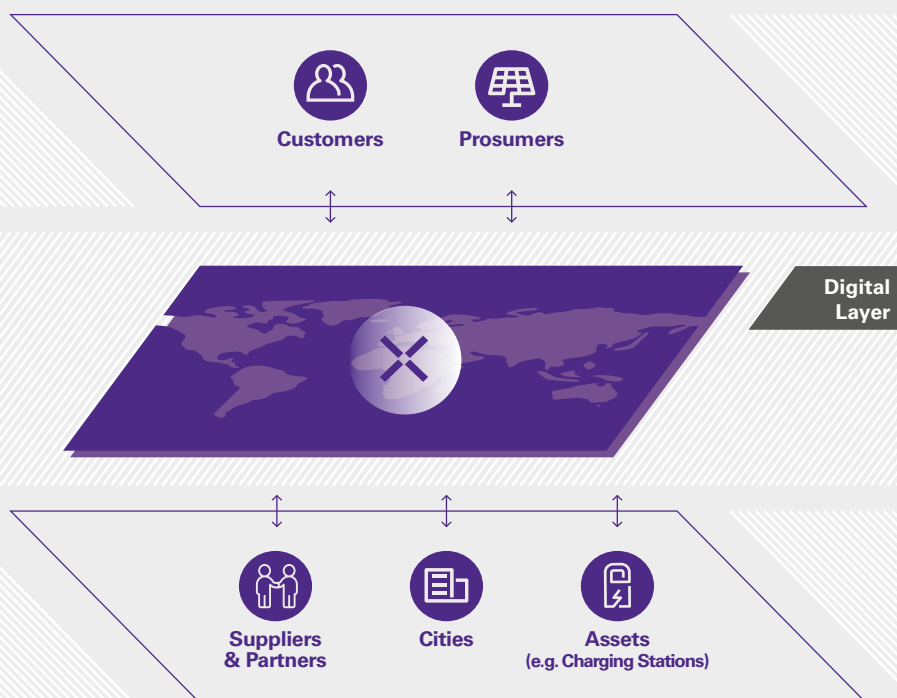 Customers
Prosumers
Digital
Layer
Suppliers
& Partners
Cities
Assets
(e.g. Charging Stations)